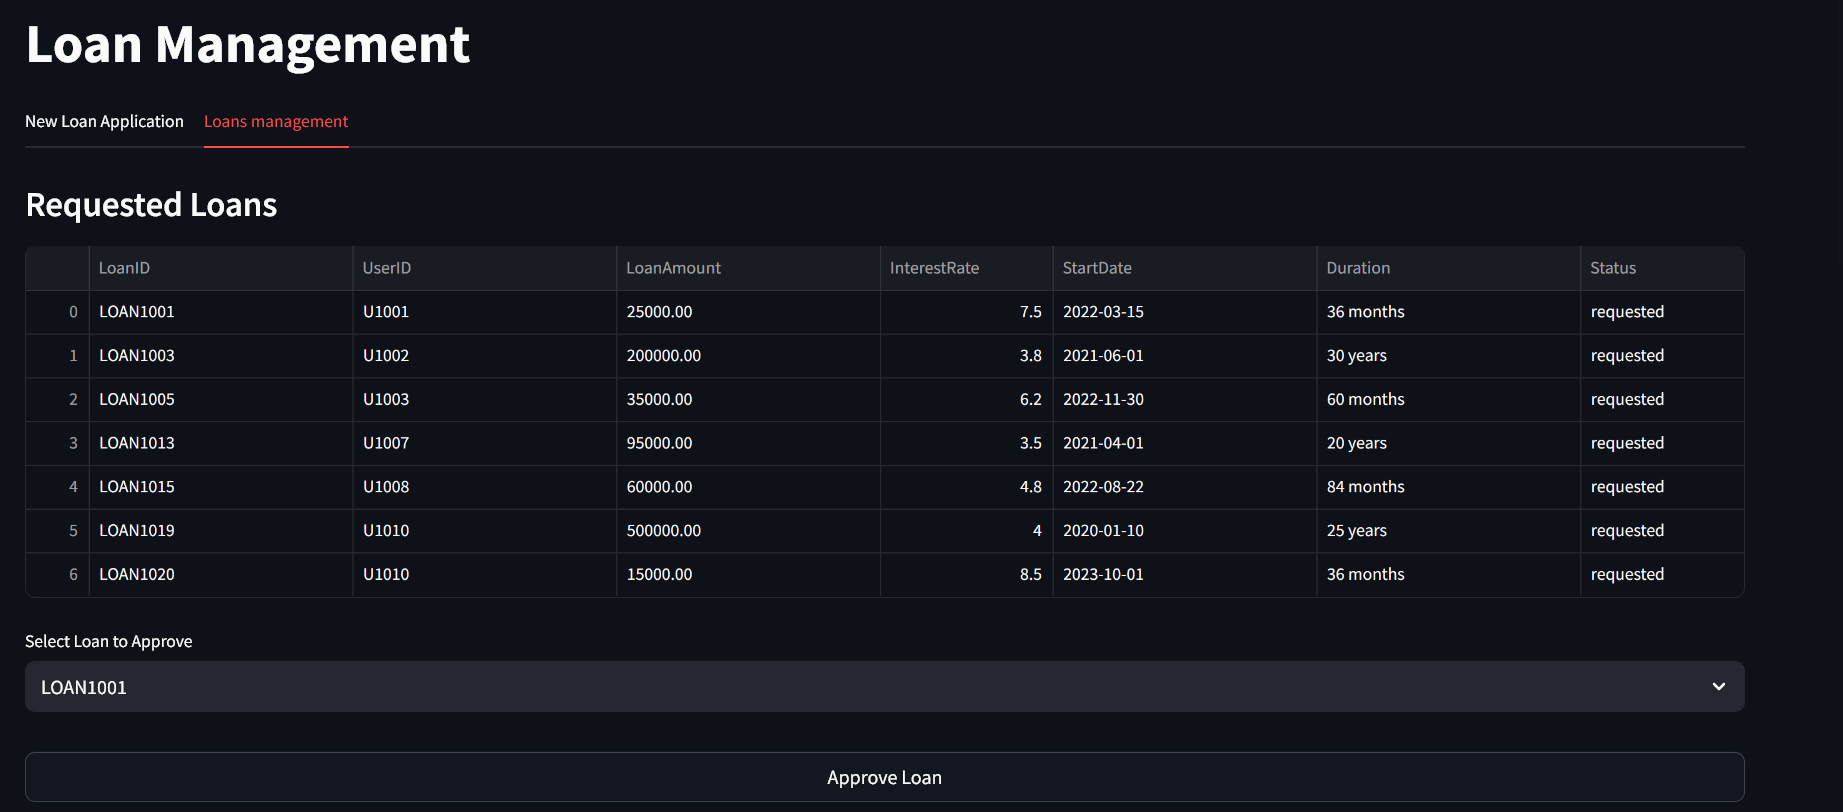 Loan Management
New Loan Application Loans management
Requested Loans
LoanID UserID LoanAmount InterestRate StartDate Duration Status
0 LOAN1001 U1001 25000.00 7.5 2022-03-15 36 months requested
1 LOAN1003 U1002 200000.00 3.8 2021-06-01 30 years requested
2 LOAN1005 U1003 35000.00 6.2 2022-11-30 60 months requested
3 LOAN1013 U1007 95000.00 3.5 2021-04-01 20 years requested
4 LOAN1015 U1008 60000.00 4.8 2022-08-22 84 months requested
5 LOAN1019 U1010 500000.00 4 2020-01-10 25 years requested
6 LOAN1020 U1010 15000.00 8.5 2023-10-01 36 months requested
Select Loan to Approve
LOAN1001
Approve Loan